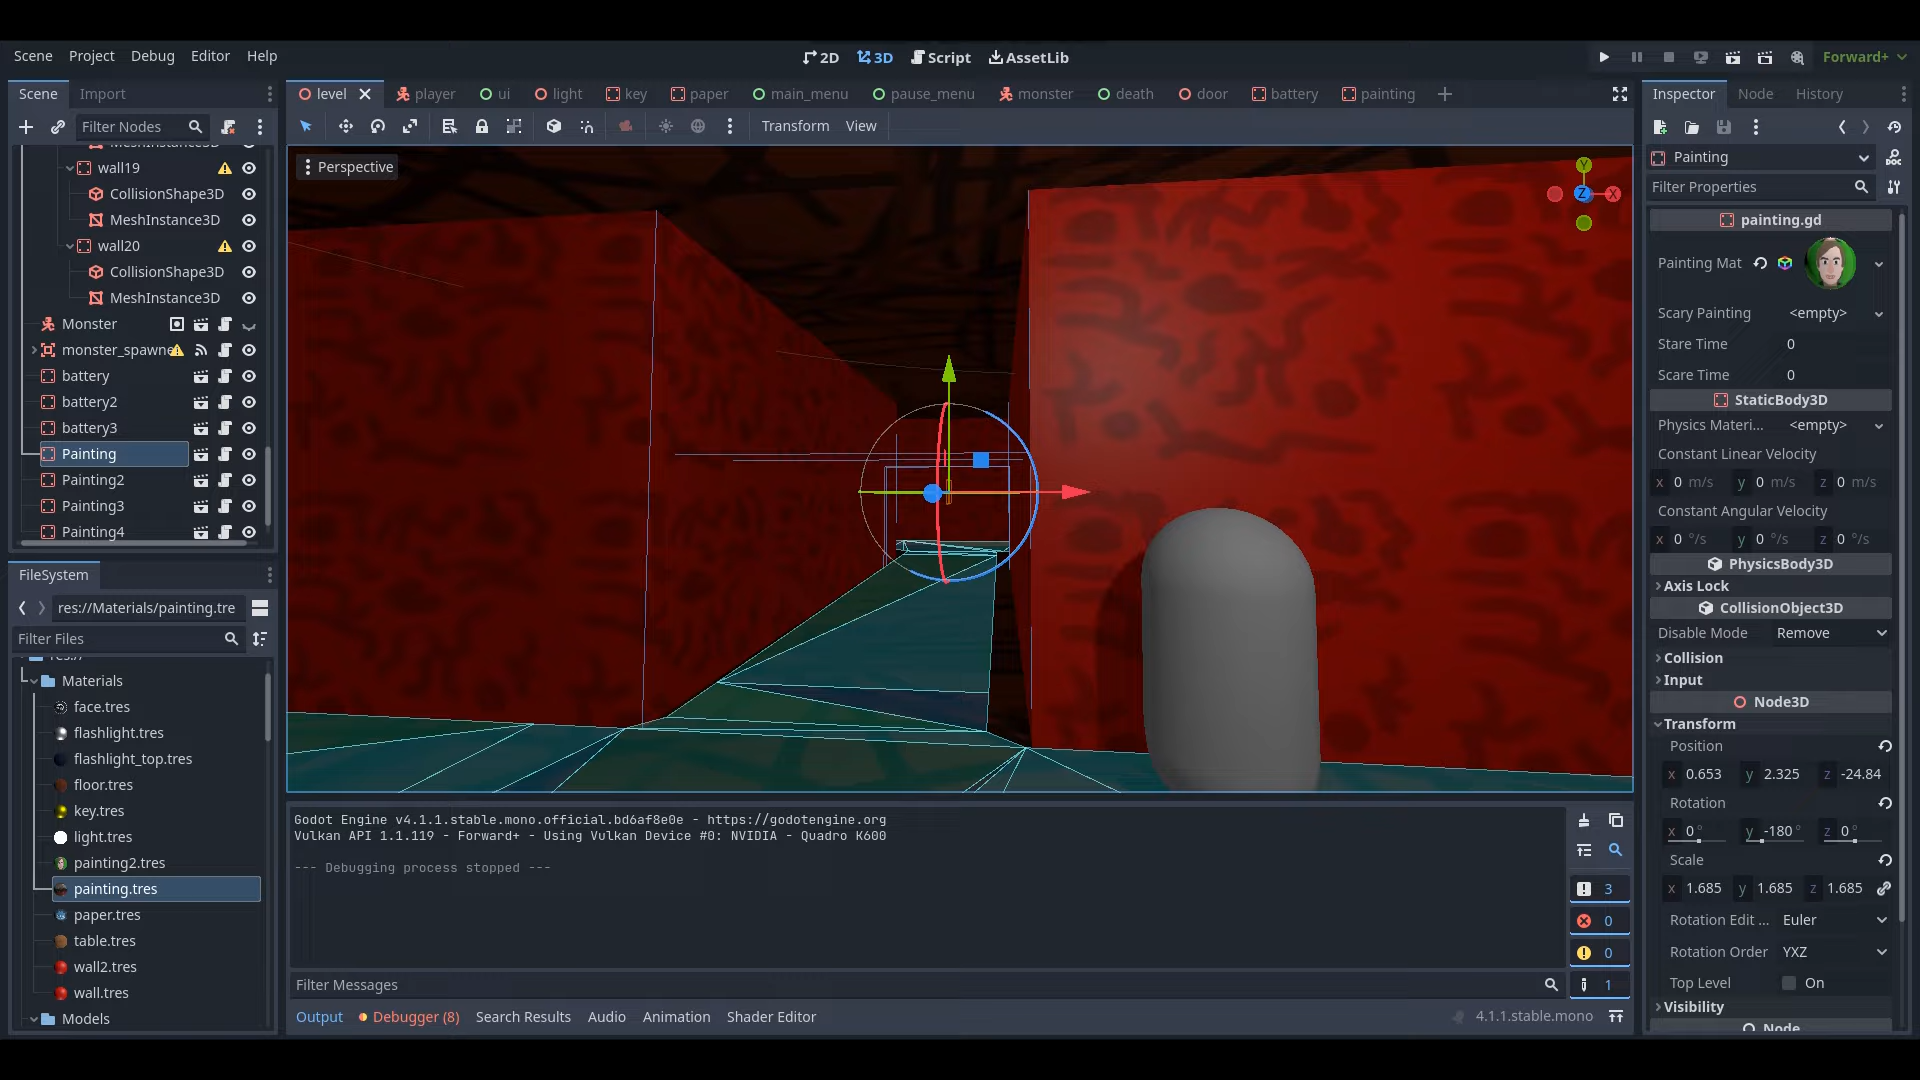 Scene Project Debug Editor Help
2D 3D Script AssetLib
Forward+
Scene Import
level player ui light key paper main_menu pause_menu monster death door battery painting
Inspector Node History
Filter Nodes
Transform View
Perspective
Y
Z X
MeshInstance3D
wall19
CollisionShape3D
MeshInstance3D
wall20
CollisionShape3D
MeshInstance3D
Monster
monster_spawne
battery
battery2
battery3
Painting
Painting2
Painting3
Painting4
FileSystem
res://Materials/painting.tre
Filter Files
res://
Materials
face.tres
flashlight.tres
flashlight_top.tres
floor.tres
key.tres
light.tres
painting2.tres
painting.tres
paper.tres
table.tres
wall2.tres
wall.tres
Models
Godot Engine v4.1.1.stable.mono.official.bd6af8e0e - https://godotengine.org
Vulkan API 1.1.119 - Forward+ - Using Vulkan Device #0: NVIDIA - Quadro K600
--- Debugging process stopped ---
3
0
0
1
Filter Messages
Output Debugger (8) Search Results Audio Animation Shader Editor
4.1.1.stable.mono
Painting
DOC
Filter Properties
painting.gd
Painting Mat
Scary Painting <empty>
Stare Time 0
Scare Time 0
StaticBody3D
Physics Materi... <empty>
Constant Linear Velocity
x 0 m/s y 0 m/s z 0 m/s
Constant Angular Velocity
x 0 °/s y 0 °/s z 0 °/s
PhysicsBody3D
Axis Lock
CollisionObject3D
Disable Mode Remove
Collision
Input
Node3D
Transform
Position
x 0.653 y 2.325 z -24.84
Rotation
x 0 ° y -180 ° z 0 °
Scale
x 1.685 y 1.685 z 1.685
Rotation Edit ... Euler
Rotation Order YXZ
Top Level On
Visibility
Node